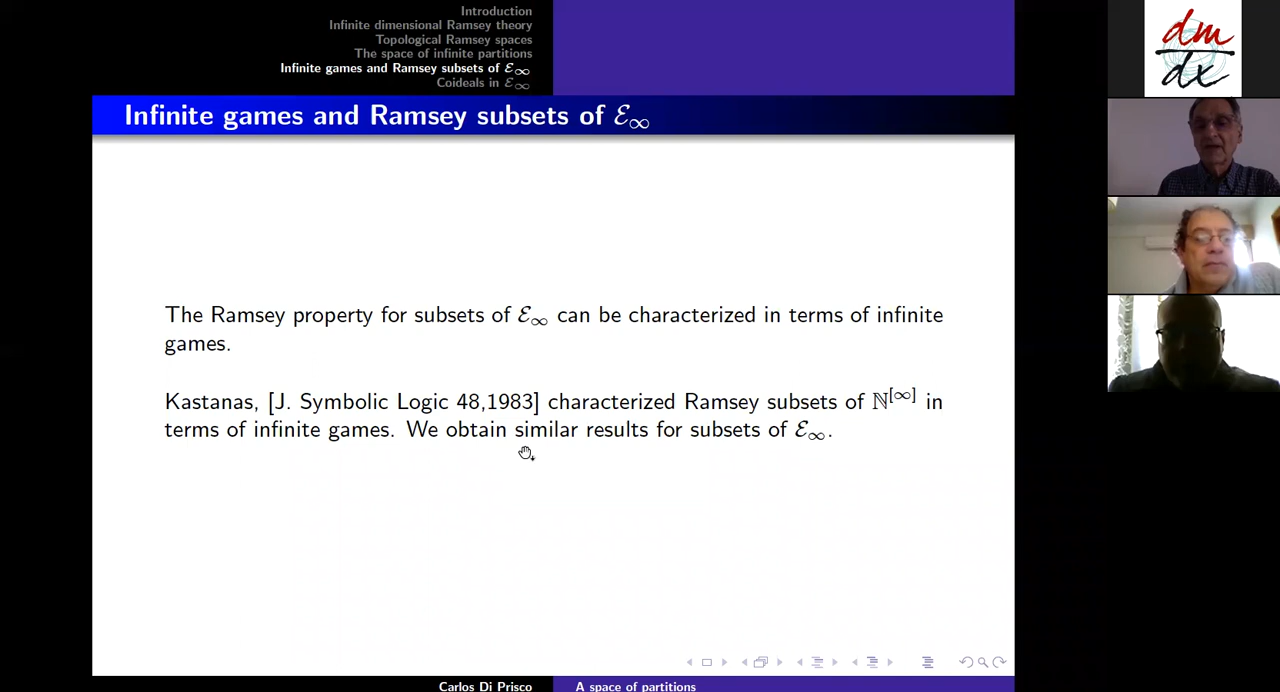 Introduction
Infinite dimensional Ramsey theory
Topological Ramsey spaces
The space of infinite partitions
Infinite games and Ramsey subsets of ℰ∞
Coideals in ℰ∞
Infinite games and Ramsey subsets of ℰ∞
The Ramsey property for subsets of ℰ∞ can be characterized in terms of infinite
games.
Kastanas, [J. Symbolic Logic 48,1983] characterized Ramsey subsets of ℕ[∞] in
terms of infinite games. We obtain similar results for subsets of ℰ∞.
Carlos Di Prisco
A space of partitions
dm
dx